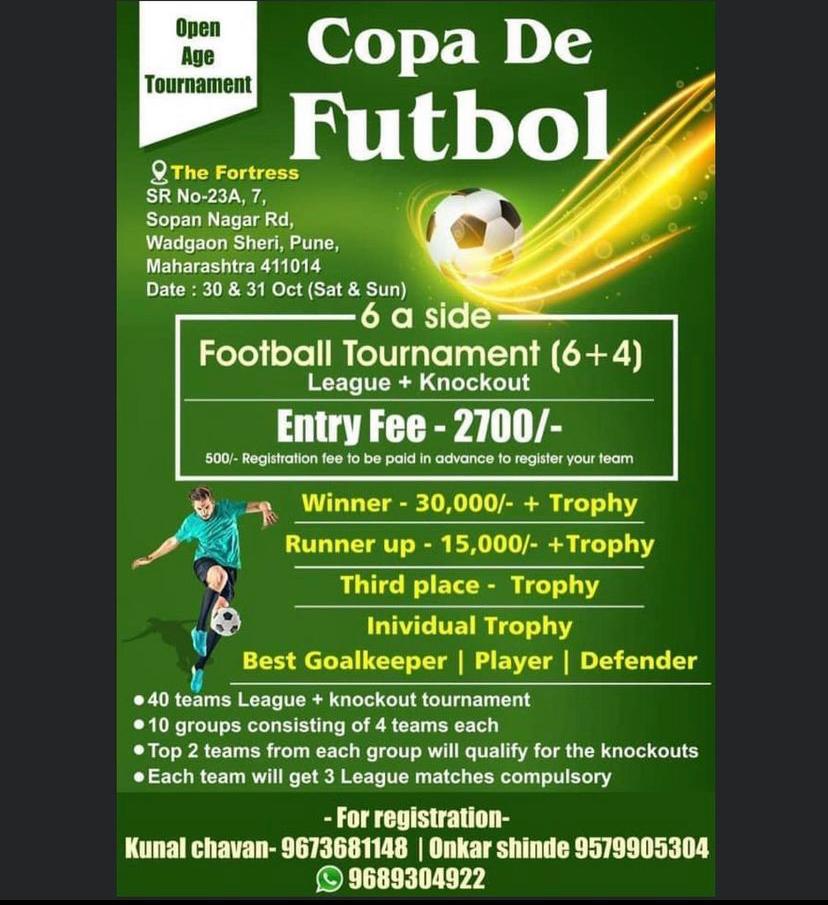 Open
Age
Tournament
Copa De
Futbol
The Fortress
SR No-23A, 7,
Sopan Nagar Rd,
Wadgaon Sheri, Pune,
Maharashtra 411014
Date : 30 & 31 Oct (Sat & Sun)
6 a side
Football Tournament (6+4)
League + Knockout
Entry Fee - 2700/-
500/- Registration fee to be paid in advance to register your team
Winner - 30,000/- + Trophy
Runner up - 15,000/- +Trophy
Third place - Trophy
Inividual Trophy
Best Goalkeeper | Player | Defender
• 40 teams League + knockout tournament
• 10 groups consisting of 4 teams each
• Top 2 teams from each group will qualify for the knockouts
• Each team will get 3 League matches compulsory
- For registration-
Kunal chavan- 9673681148 | Onkar shinde 9579905304
9689304922